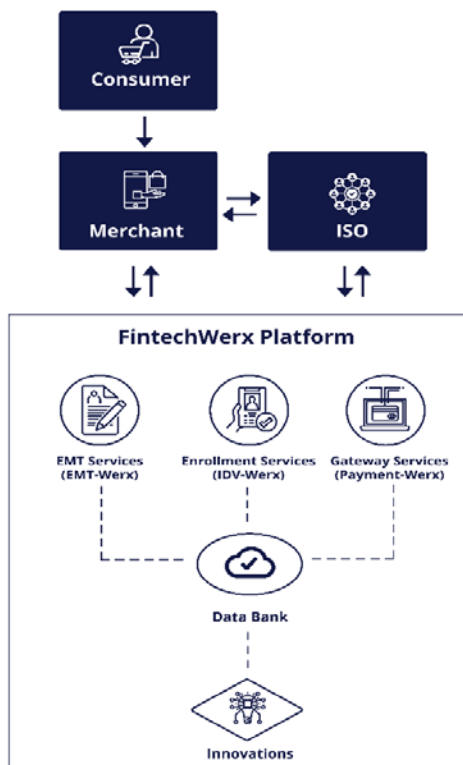 Consumer
Merchant
ISO
FintechWerx Platform
EMT Services
(EMT-Werx)
Enrollment Services
(IDV-Werx)
Gateway Services
(Payment-Werx)
Data Bank
Innovations